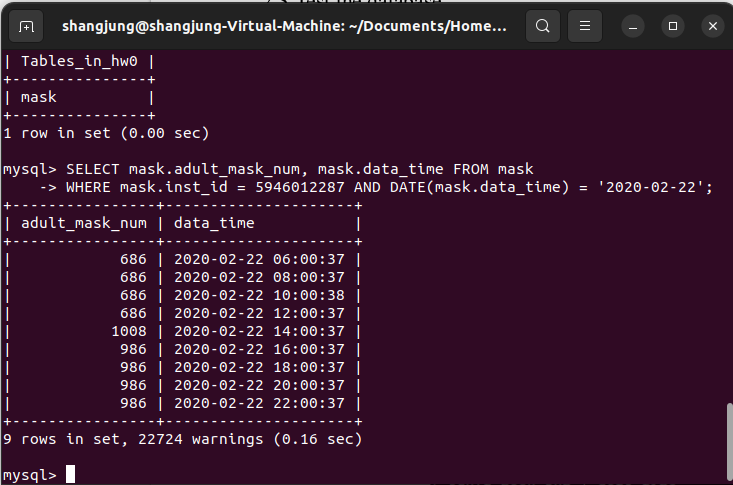 shangjung@shangjung-Virtual-Machine: ~/Documents/Home...
| Tables_in_hw0 |
+---------------+
| mask          |
+---------------+
1 row in set (0.00 sec)
mysql> SELECT mask.adult_mask_num, mask.data_time FROM mask
    -> WHERE mask.inst_id = 5946012287 AND DATE(mask.data_time) = '2020-02-22';
+----------------+---------------------+
| adult_mask_num | data_time           |
+----------------+---------------------+
|            686 | 2020-02-22 06:00:37 |
|            686 | 2020-02-22 08:00:37 |
|            686 | 2020-02-22 10:00:38 |
|            686 | 2020-02-22 12:00:37 |
|           1008 | 2020-02-22 14:00:37 |
|            986 | 2020-02-22 16:00:37 |
|            986 | 2020-02-22 18:00:37 |
|            986 | 2020-02-22 20:00:37 |
|            986 | 2020-02-22 22:00:37 |
+----------------+---------------------+
9 rows in set, 22724 warnings (0.16 sec)
mysql>